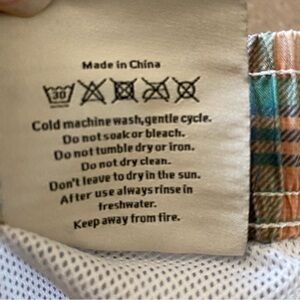 Made in China
30
Cold machine wash,gentle cycle.
Do not soak or bleach.
Do not tumble dry or iron.
Do not dry clean.
Don't leave to dry in the sun.
After use always rinse in
freshwater.
Keep away from fire.